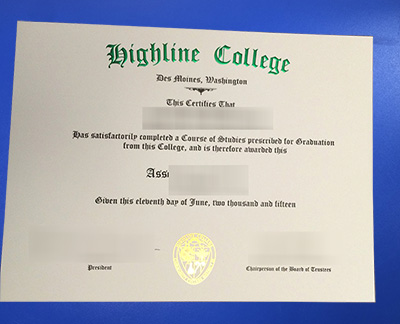 Highline College
Des Moines, Washington
This Certifies That
Has satisfactorily completed a Course of Studies prescribed for Graduation
from this College, and is therefore awarded this
Given this eleventh day of June, two thousand and fifteen
President
Chairperson of the Board of Trustees